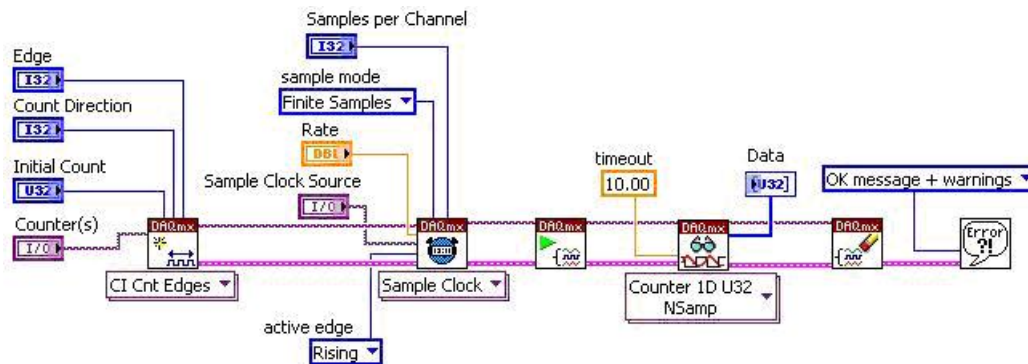 Samples per Channel
I32
Edge
I32
sample mode
Finite Samples
Count Direction
I32
Rate
DBL
timeout
10.00
Data
U32
Initial Count
U32
Sample Clock Source
I/O
OK message + warnings
Counter(s)
I/O
DAQmx
DAQmx
DAQmx
DAQmx
DAQmx
Error
?!
CI Cnt Edges
Sample Clock
Counter 1D U32
NSamp
active edge
Rising